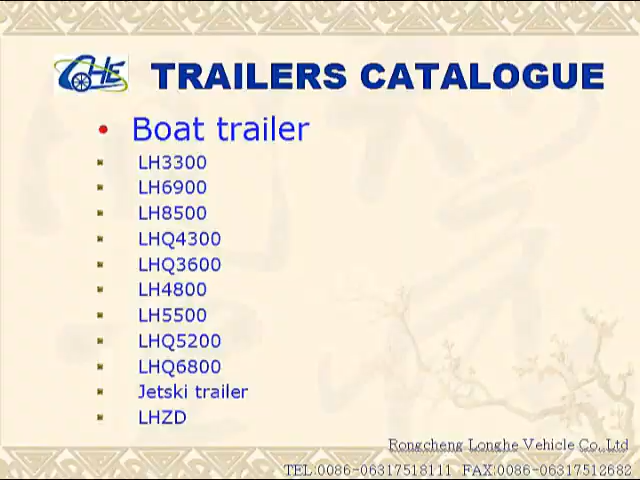 LHE TRAILERS CATALOGUE
Boat trailer
LH3300
LH6900
LH8500
LHQ4300
LHQ3600
LH4800
LH5500
LHQ5200
LHQ6800
Jetski trailer
LHZD
Rongcheng Longhe Vehicle Co.,Ltd
TEL:0086-06317518111 FAX:0086-06317512682